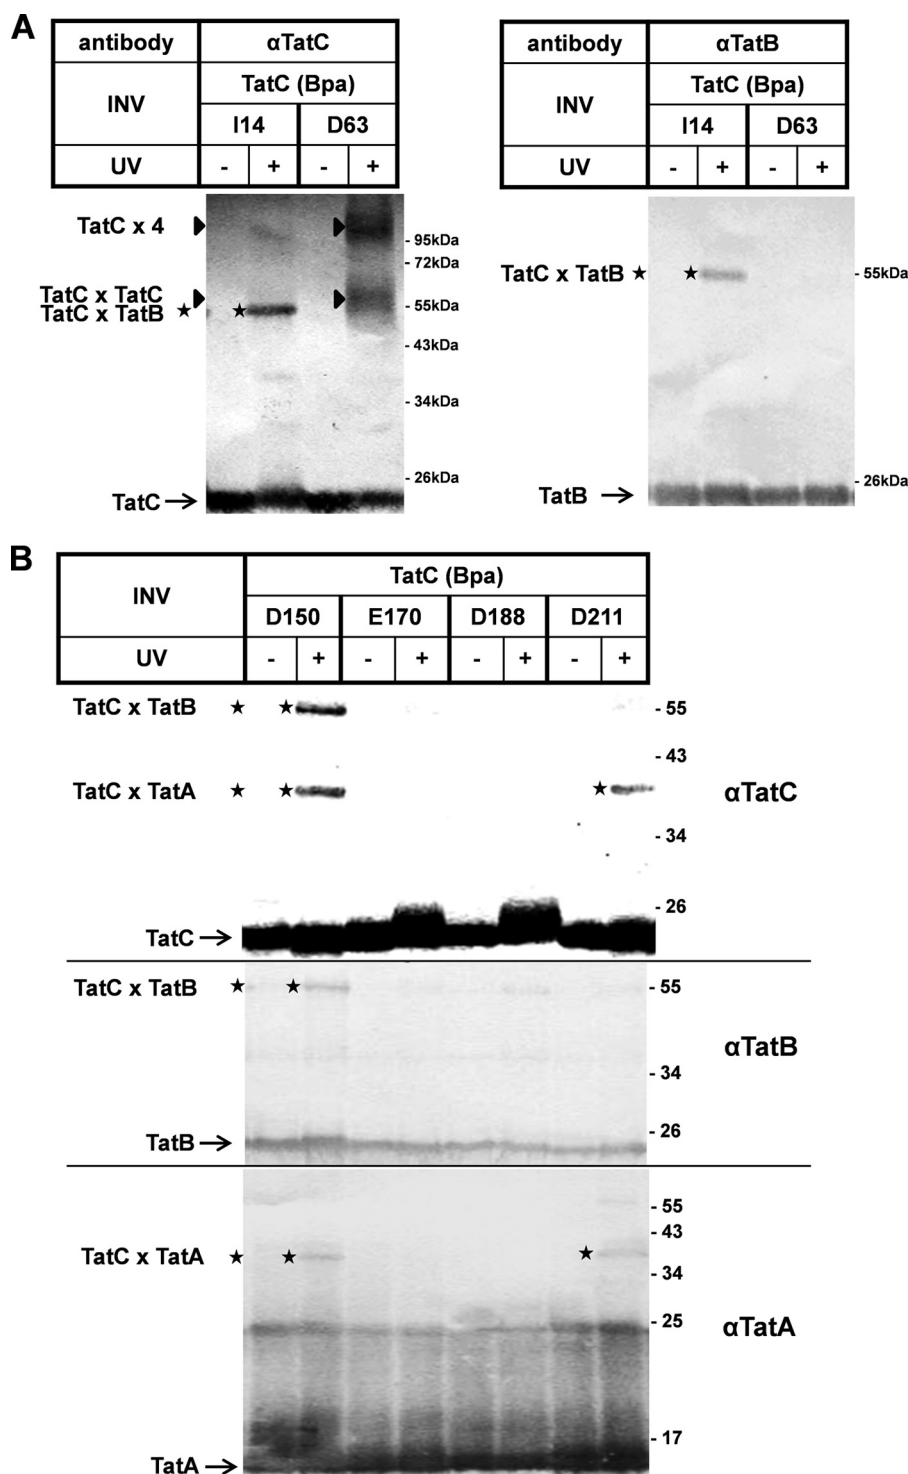 A
antibody αTatC
INV TatC (Bpa)
I14 D63
UV - + - +
TatC x 4
- 95kDa
- 72kDa
TatC x TatC
TatC x TatB ★ ★
- 55kDa
- 43kDa
- 34kDa
- 26kDa
TatC →
antibody αTatB
INV TatC (Bpa)
I14 D63
UV - + - +
TatC x TatB ★ ★ - 55kDa
- 26kDa
TatB →
B
INV TatC (Bpa)
D150 E170 D188 D211
UV - + - + - + - +
TatC x TatB ★ ★ - 55
- 43
TatC x TatA ★ ★ ★ αTatC
- 34
- 26
TatC →
TatC x TatB ★ ★ - 55
αTatB
- 34
- 26
TatB →
- 55
- 43
TatC x TatA ★ ★ ★
- 34
- 25
αTatA
- 17
TatA →